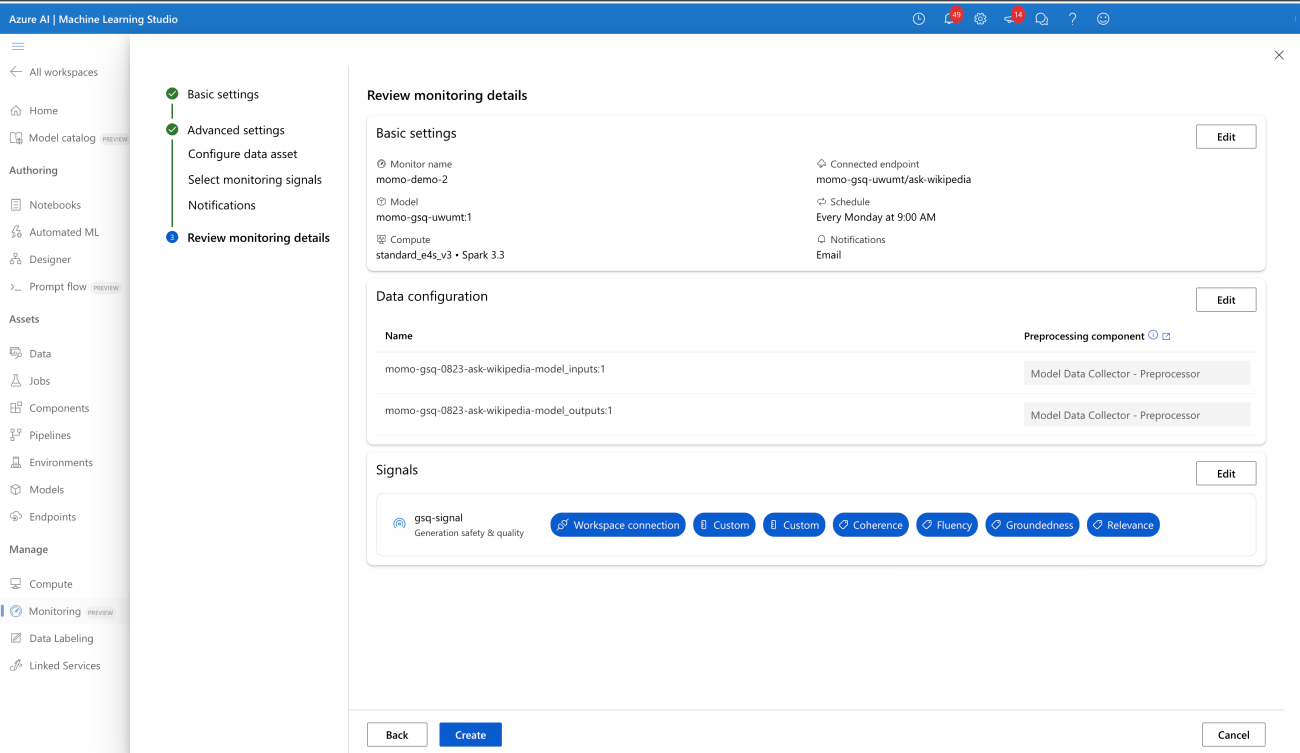 Azure AI | Machine Learning Studio
49
14
All workspaces
Home
Model catalog PREVIEW
Authoring
Notebooks
Automated ML
Designer
Prompt flow PREVIEW
Assets
Data
Jobs
Components
Pipelines
Environments
Models
Endpoints
Manage
Compute
Monitoring PREVIEW
Data Labeling
Linked Services
Basic settings
Advanced settings
Configure data asset
Select monitoring signals
Notifications
3 Review monitoring details
Review monitoring details
Basic settings
Edit
Monitor name
momo-demo-2
Connected endpoint
momo-gsq-uwumt/ask-wikipedia
Model
momo-gsq-uwumt:1
Schedule
Every Monday at 9:00 AM
Compute
standard_e4s_v3 • Spark 3.3
Notifications
Email
Data configuration
Edit
Name
Preprocessing component
momo-gsq-0823-ask-wikipedia-model_inputs:1
Model Data Collector - Preprocessor
momo-gsq-0823-ask-wikipedia-model_outputs:1
Model Data Collector - Preprocessor
Signals
Edit
gsq-signal
Generation safety & quality
Workspace connection
Custom
Custom
Coherence
Fluency
Groundedness
Relevance
Back
Create
Cancel